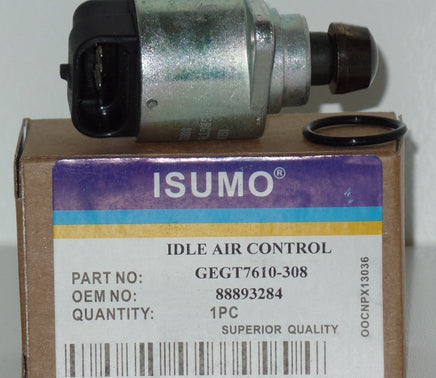 ISUMO®
IDLE AIR CONTROL
PART NO: GEGT7610-308
OEM NO: 88893284
QUANTITY: 1PC
SUPERIOR QUALITY
OOCNPX13036